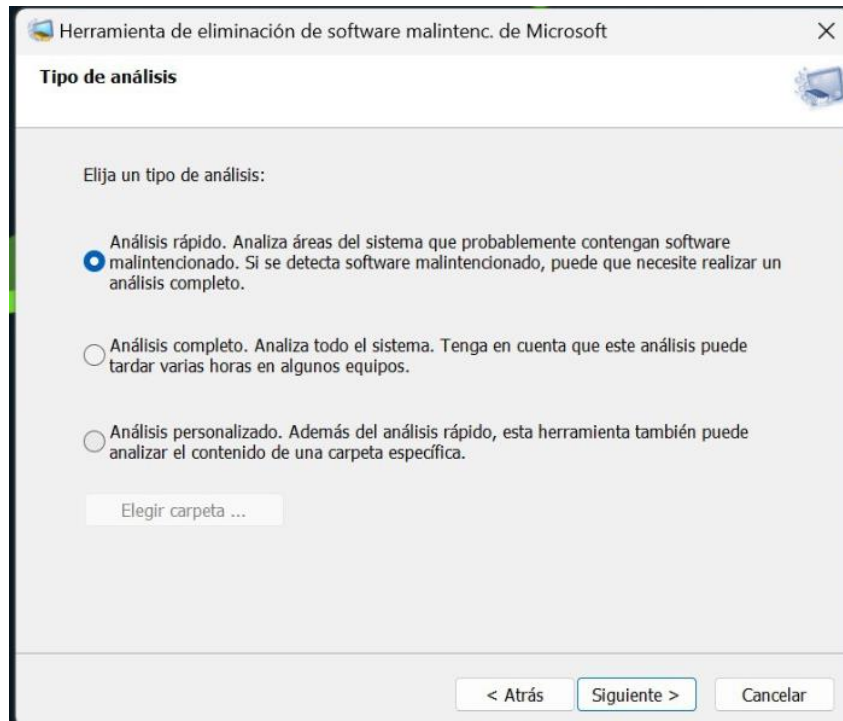 Herramienta de eliminación de software malintenc. de Microsoft
Tipo de análisis
Elija un tipo de análisis:
Análisis rápido. Analiza áreas del sistema que probablemente contengan software
malintencionado. Si se detecta software malintencionado, puede que necesite realizar un
análisis completo.
Análisis completo. Analiza todo el sistema. Tenga en cuenta que este análisis puede
tardar varias horas en algunos equipos.
Análisis personalizado. Además del análisis rápido, esta herramienta también puede
analizar el contenido de una carpeta específica.
Elegir carpeta ...
< Atrás
Siguiente >
Cancelar